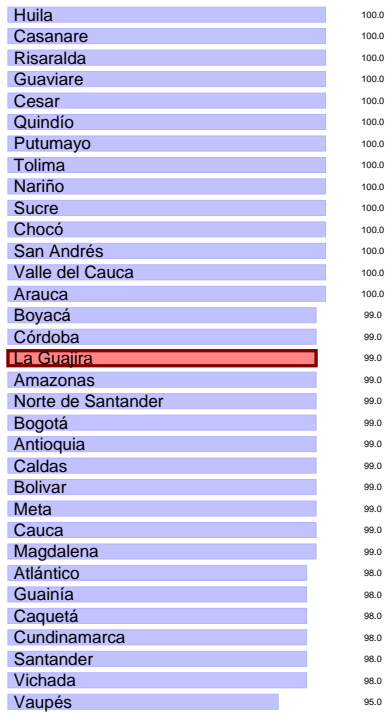 Huila 100.0
Casanare 100.0
Risaralda 100.0
Guaviare 100.0
Cesar 100.0
Quindío 100.0
Putumayo 100.0
Tolima 100.0
Nariño 100.0
Sucre 100.0
Chocó 100.0
San Andrés 100.0
Valle del Cauca 100.0
Arauca 100.0
Boyacá 99.0
Córdoba 99.0
La Guajira 99.0
Amazonas 99.0
Norte de Santander 99.0
Bogotá 99.0
Antioquia 99.0
Caldas 99.0
Bolivar 99.0
Meta 99.0
Cauca 99.0
Magdalena 99.0
Atlántico 98.0
Guainía 98.0
Caquetá 98.0
Cundinamarca 98.0
Santander 98.0
Vichada 98.0
Vaupés 95.0